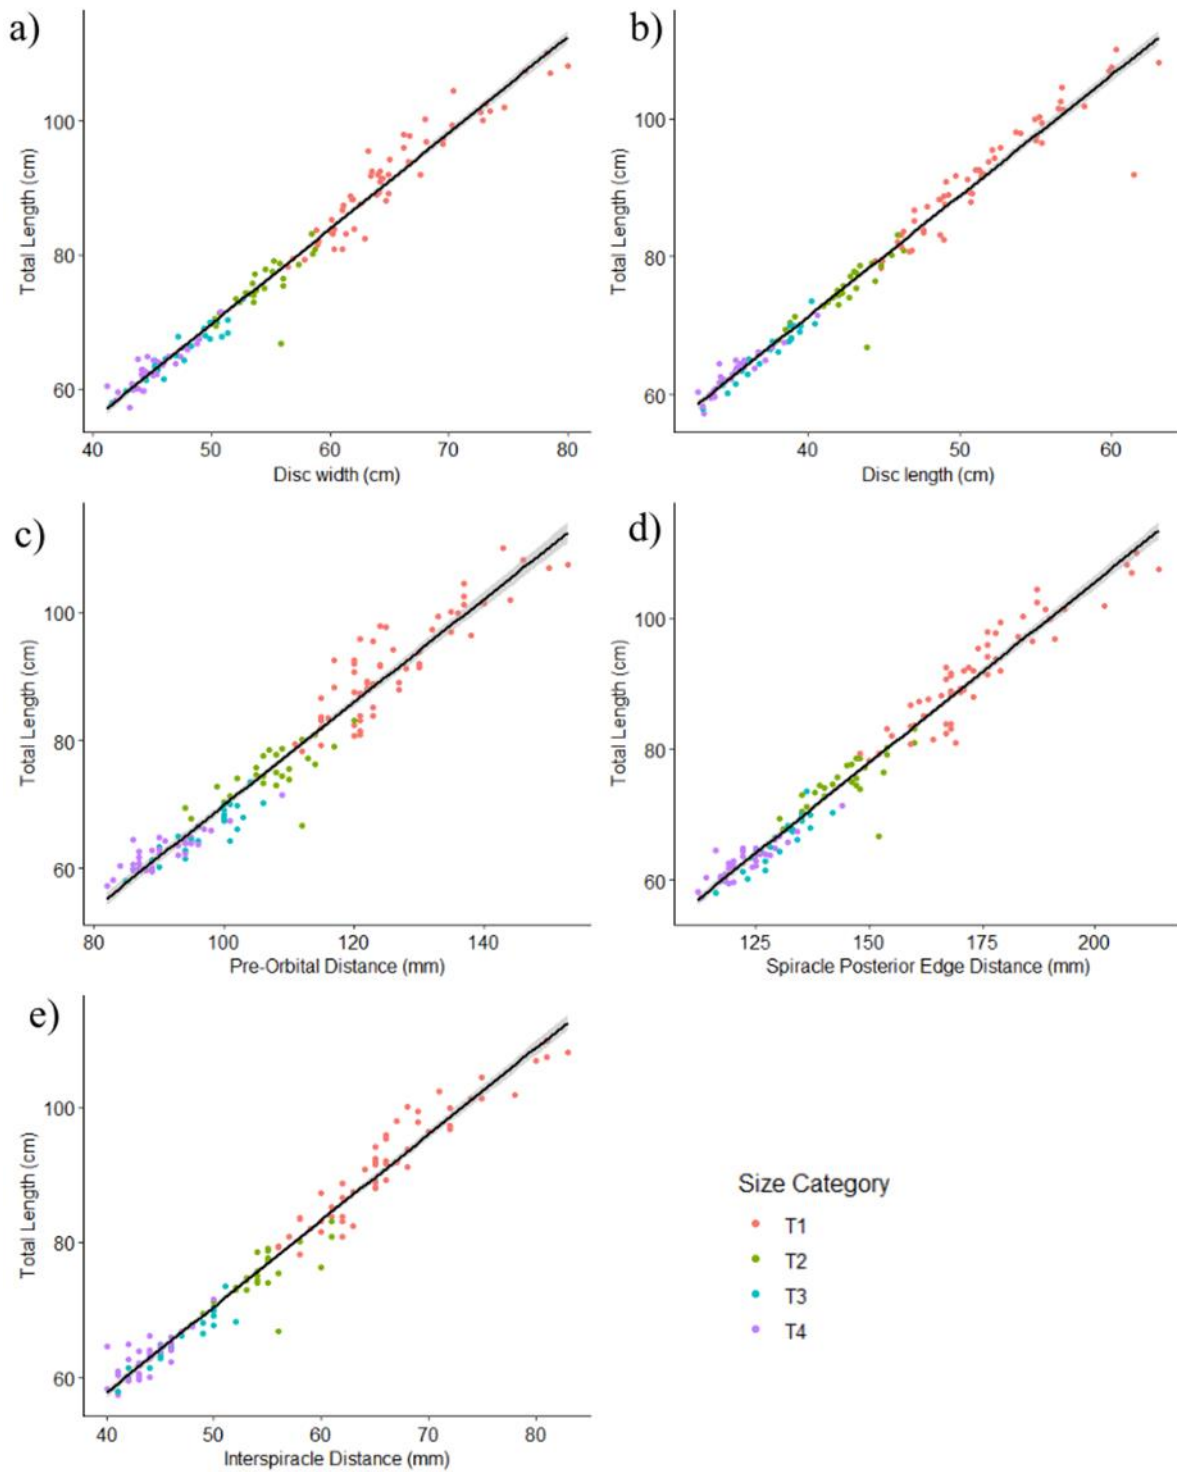 a)
Total Length (cm)
100
80
60
40 50 60 70 80
Disc width (cm)
b)
Total Length (cm)
100
80
60
40 50 60
Disc length (cm)
c)
Total Length (cm)
100
80
60
80 100 120 140
Pre-Orbital Distance (mm)
d)
Total Length (cm)
100
80
60
125 150 175 200
Spiracle Posterior Edge Distance (mm)
e)
Total Length (cm)
100
80
60
40 50 60 70 80
Interspiracle Distance (mm)
Size Category
T1
T2
T3
T4